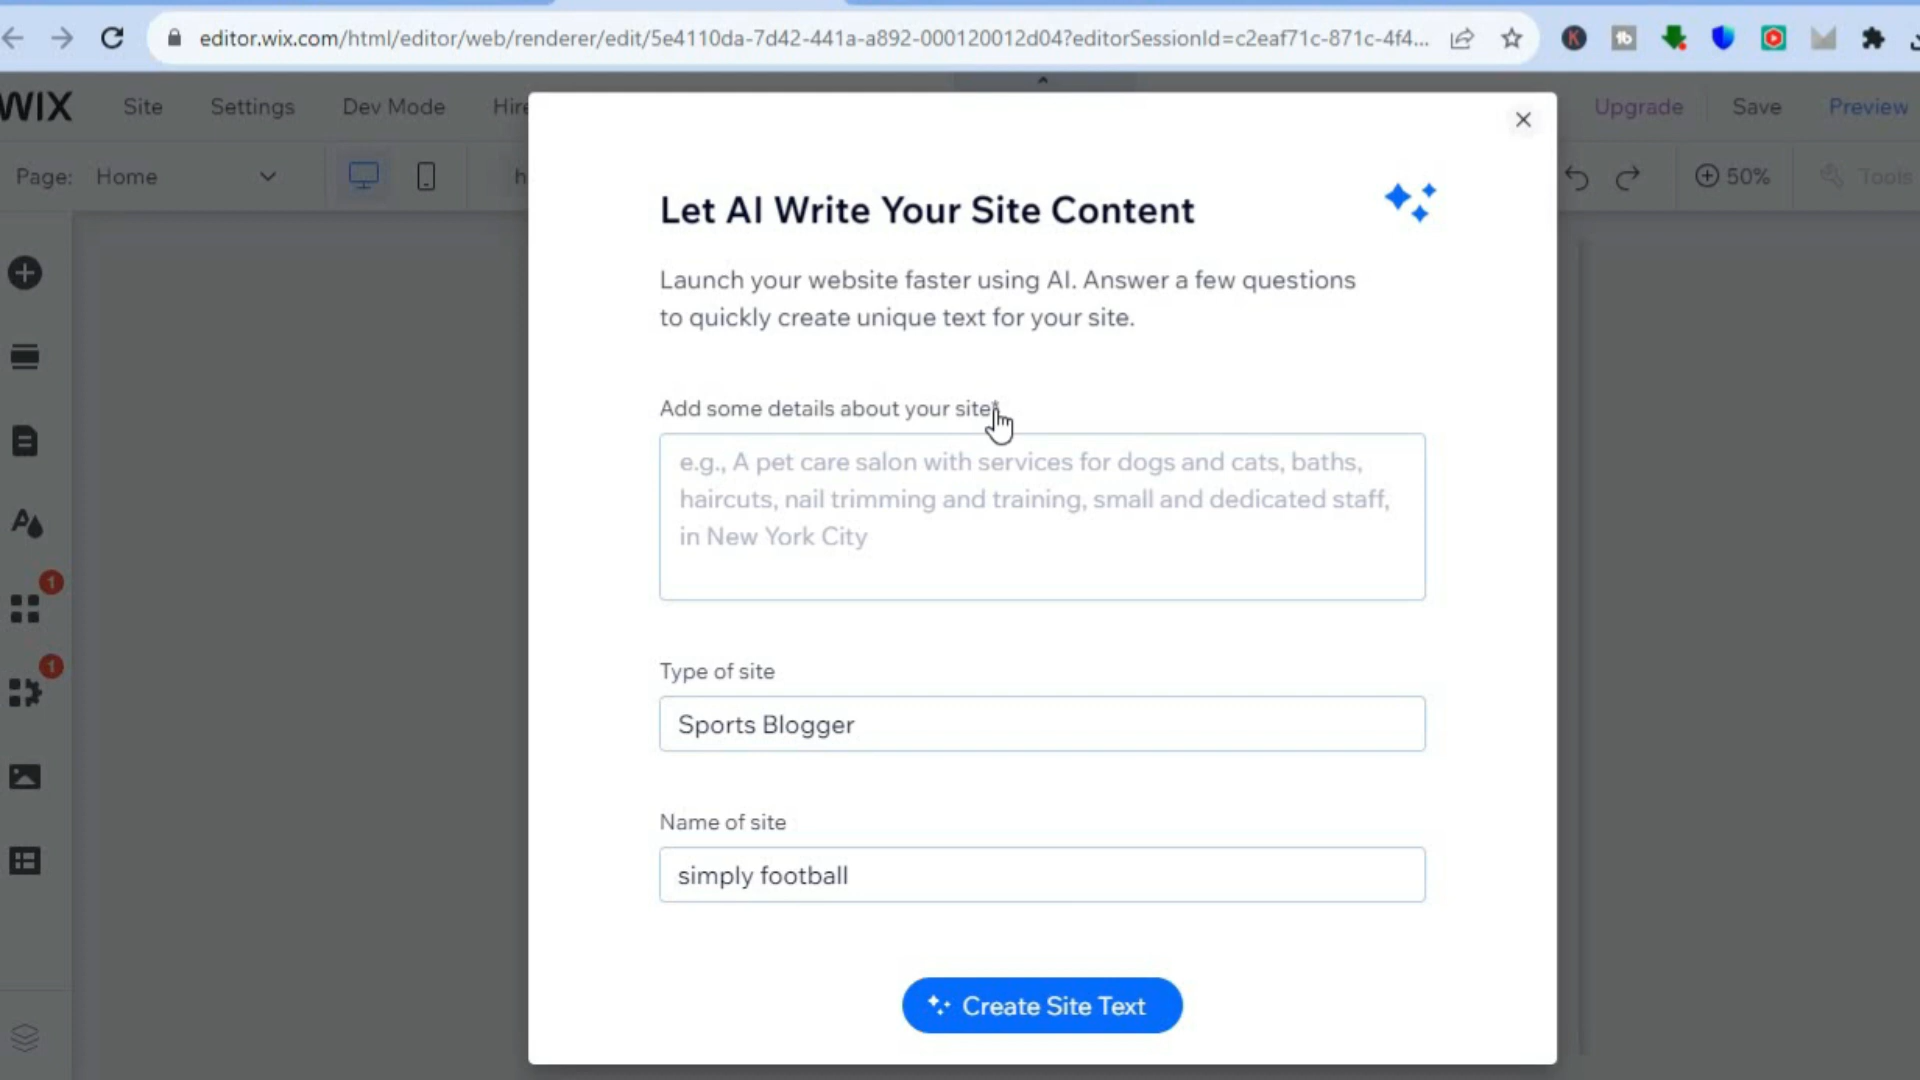 editor.wix.com/html/editor/web/renderer/edit/5e4110da-7d42-441a-a892-000120012d04?editorSessionId=c2eaf71c-871c-4f4...
WIX Site Settings Dev Mode Hire Upgrade Save Preview
Page: Home h 50% Tools
Let AI Write Your Site Content
Launch your website faster using AI. Answer a few questions
to quickly create unique text for your site.
Add some details about your site*
e.g., A pet care salon with services for dogs and cats, baths,
haircuts, nail trimming and training, small and dedicated staff,
in New York City
1
1
Type of site
Sports Blogger
Name of site
simply football
Create Site Text